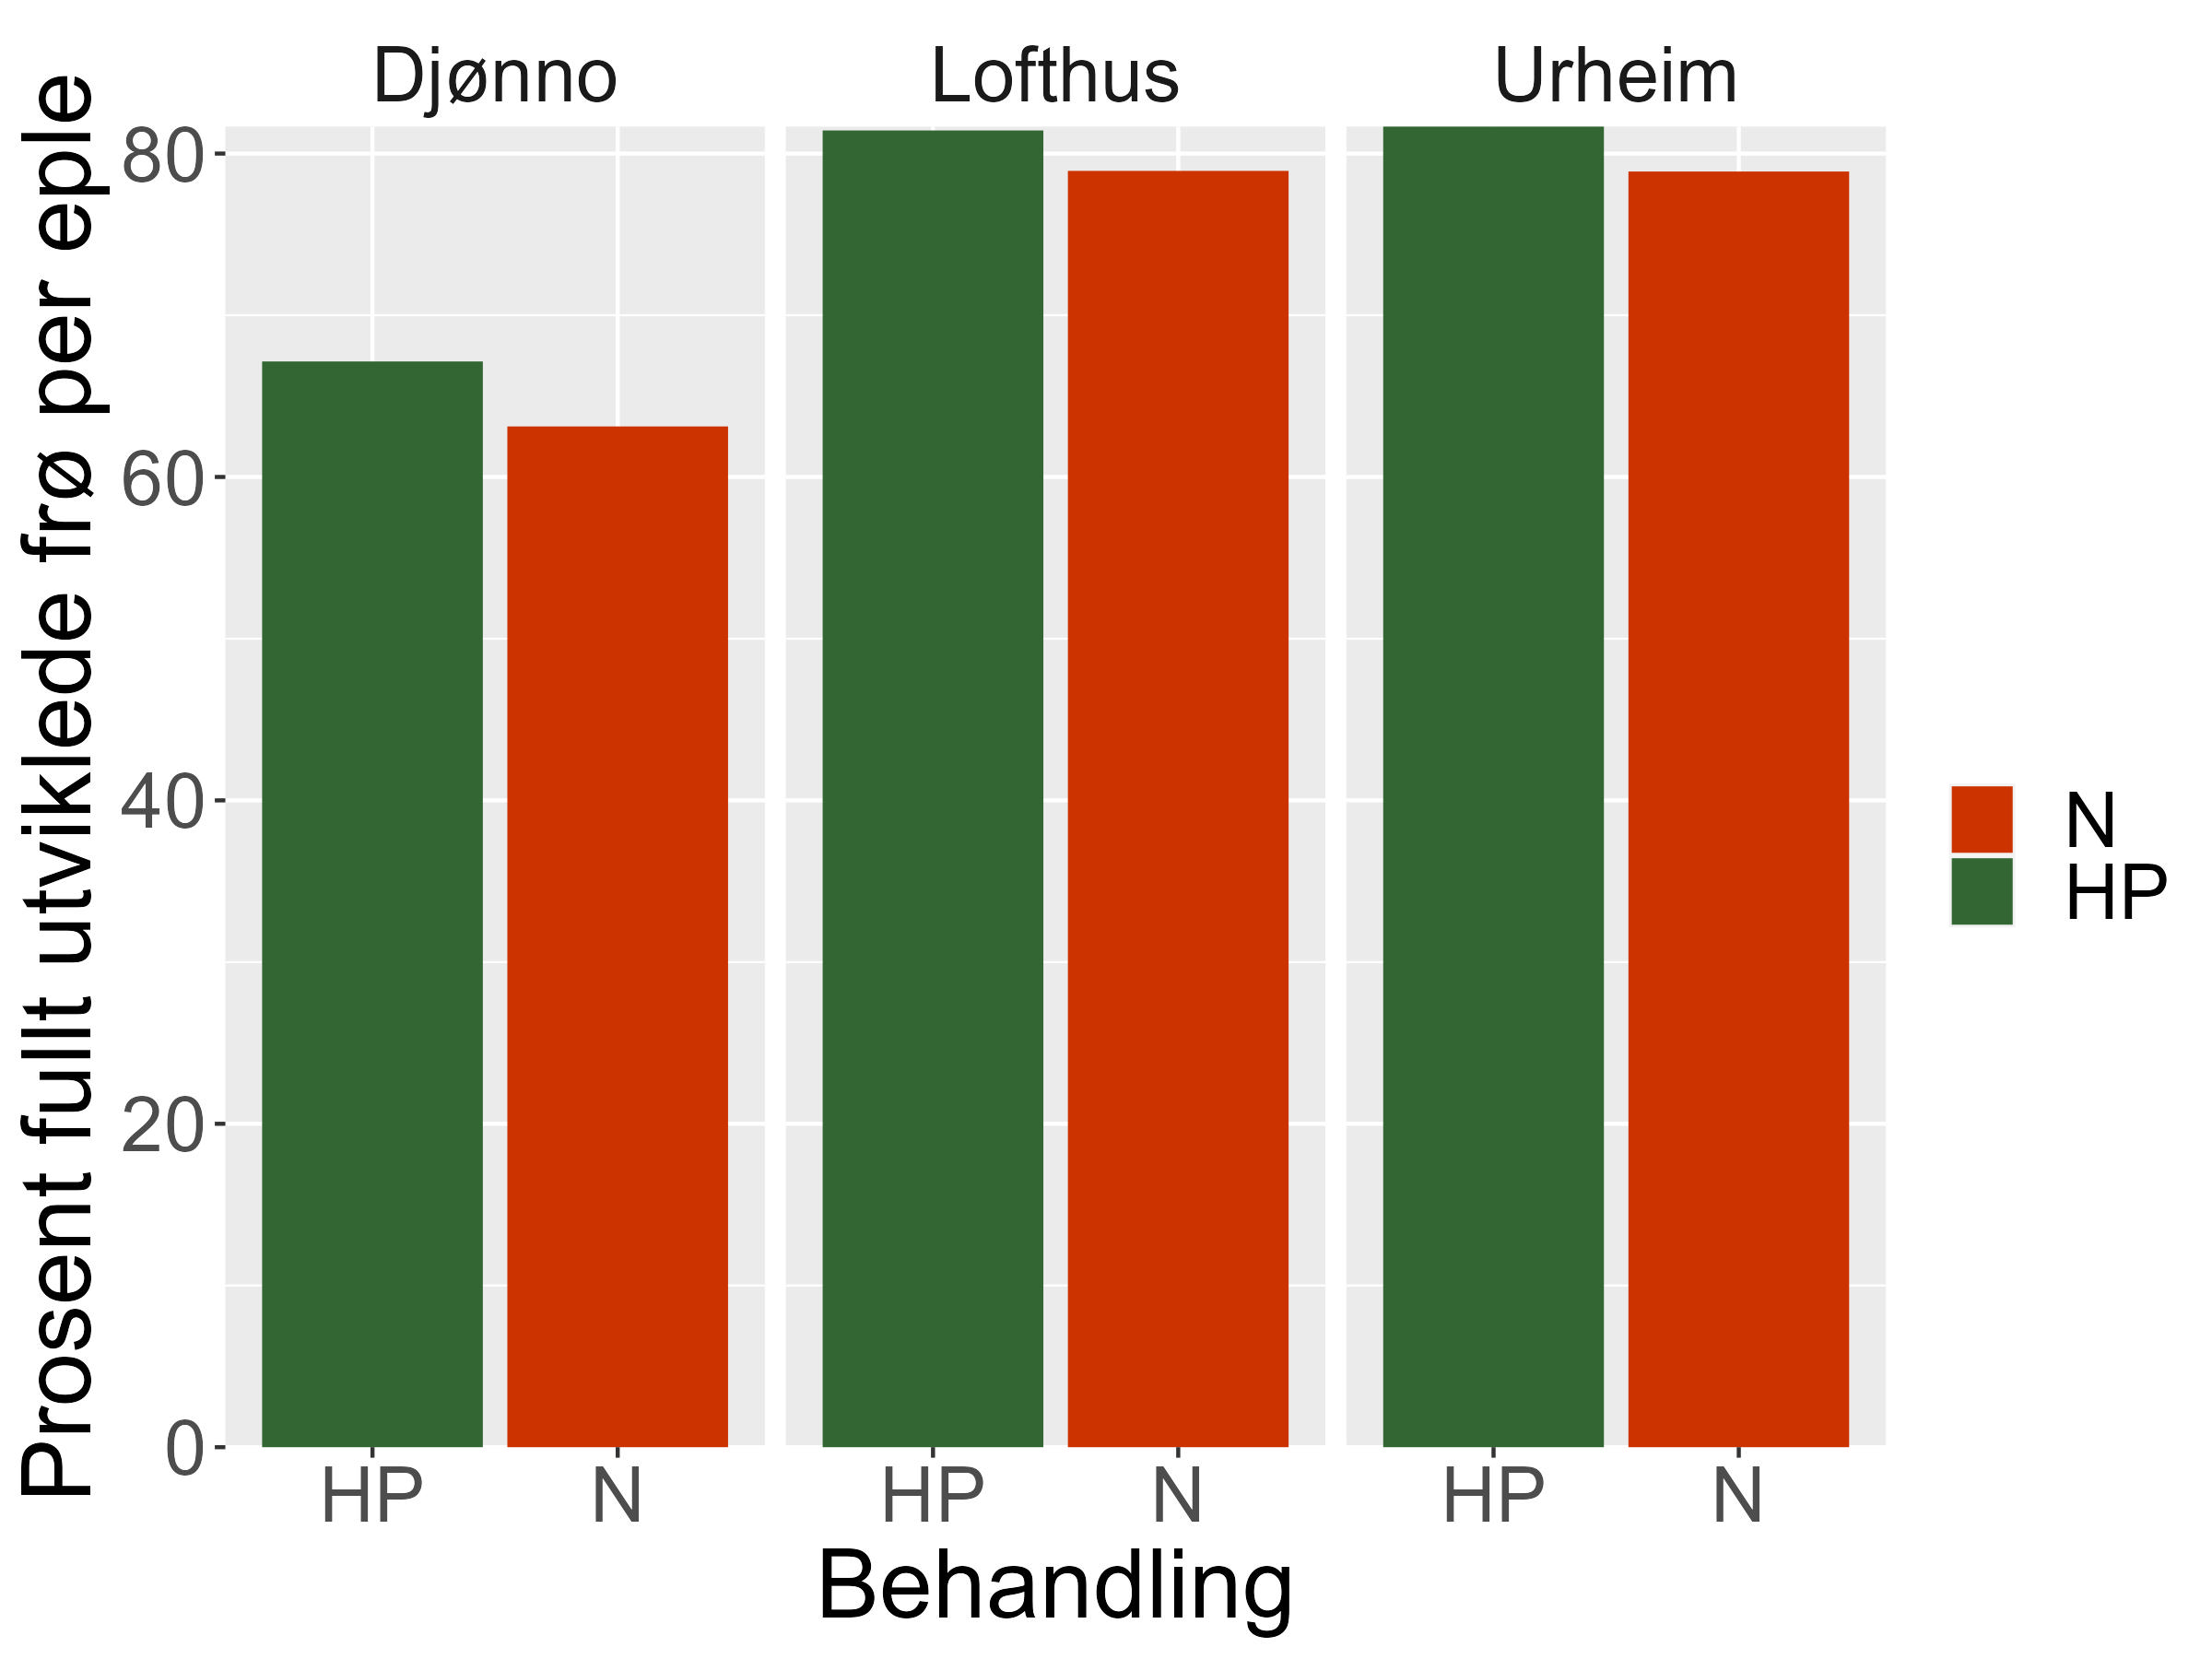 Djønno Lofthus Urheim
Prosent fullt utviklede frø per eple
80
60
40
20
0
HP N HP N HP N
Behandling
N
HP